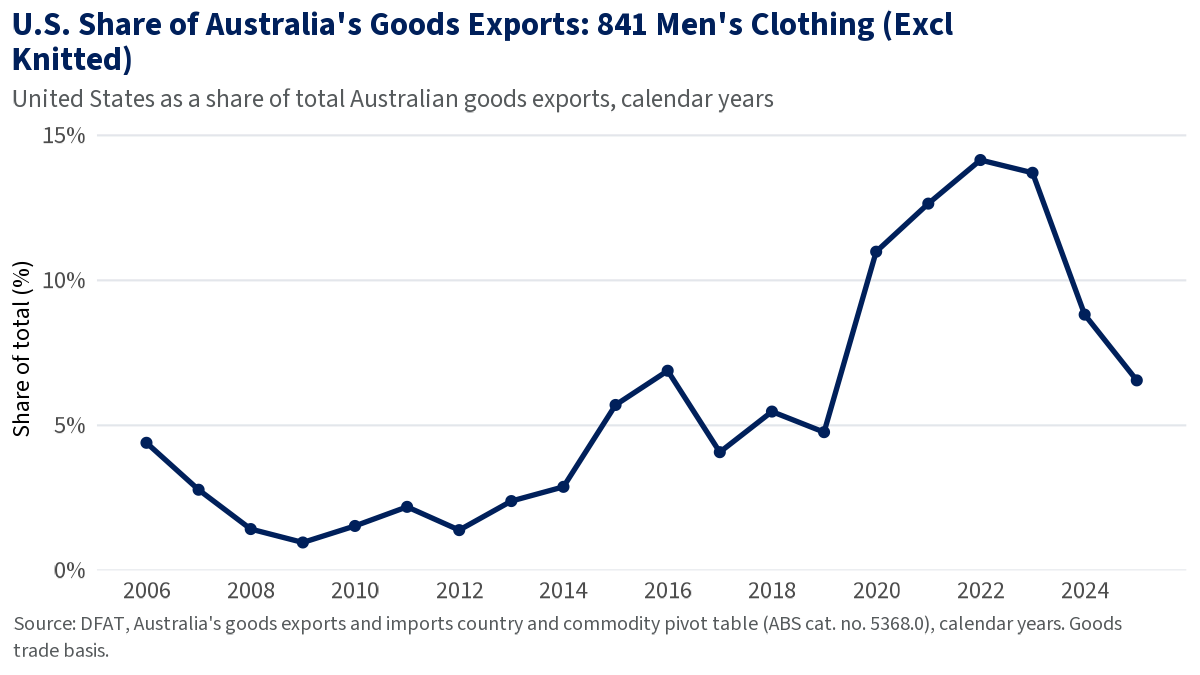 U.S. Share of Australia's Goods Exports: 841 Men's Clothing (Excl
Knitted)
United States as a share of total Australian goods exports, calendar years
Share of total (%)
15%
10%
5%
0%
2006 2008 2010 2012 2014 2016 2018 2020 2022 2024
Source: DFAT, Australia's goods exports and imports country and commodity pivot table (ABS cat. no. 5368.0), calendar years. Goods
trade basis.